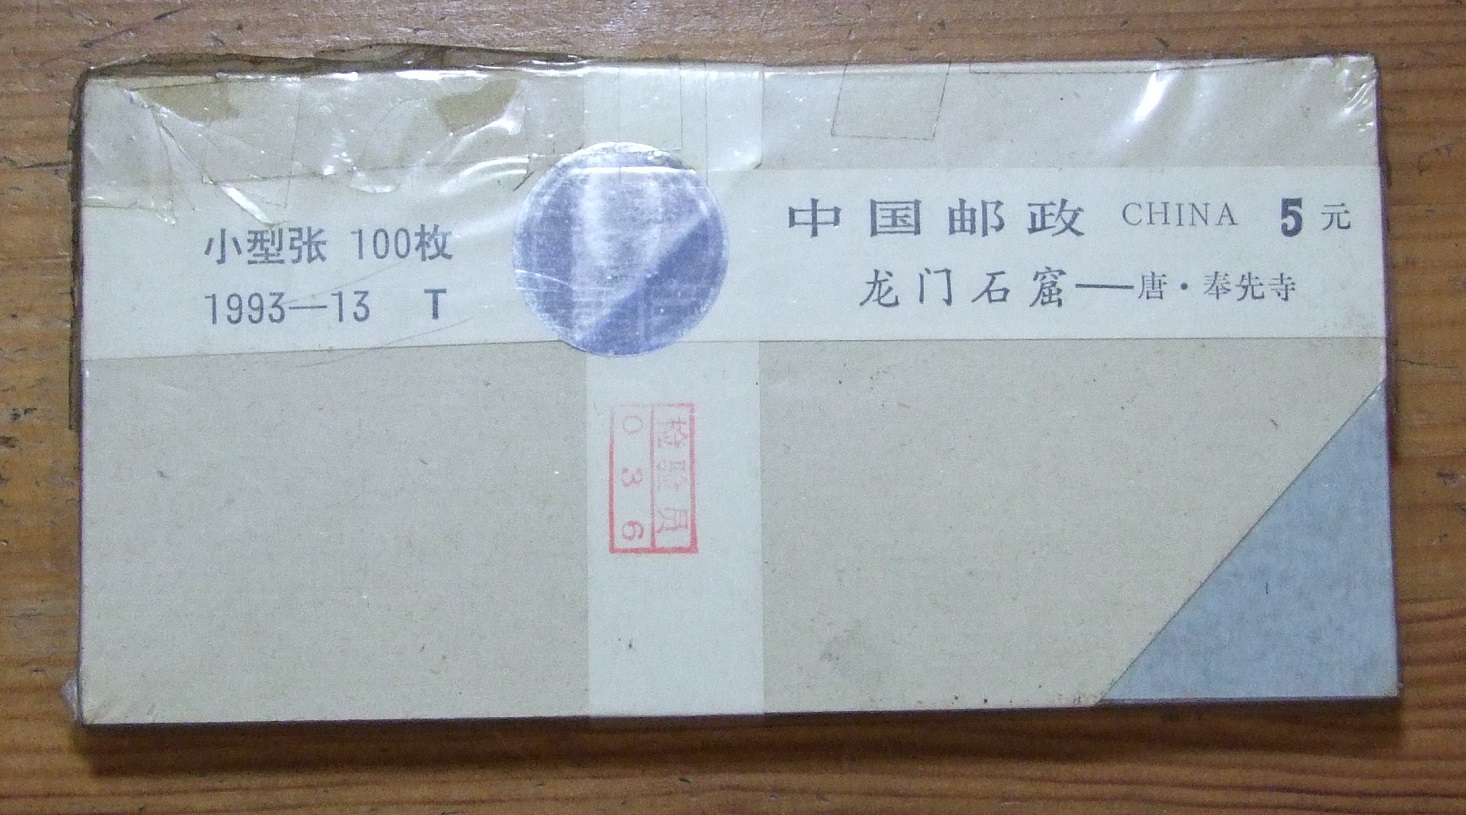 小型张 100枚
1993—13 T
中国邮政 CHINA 5元
龙门石窟——唐·奉先寺
检验员
036